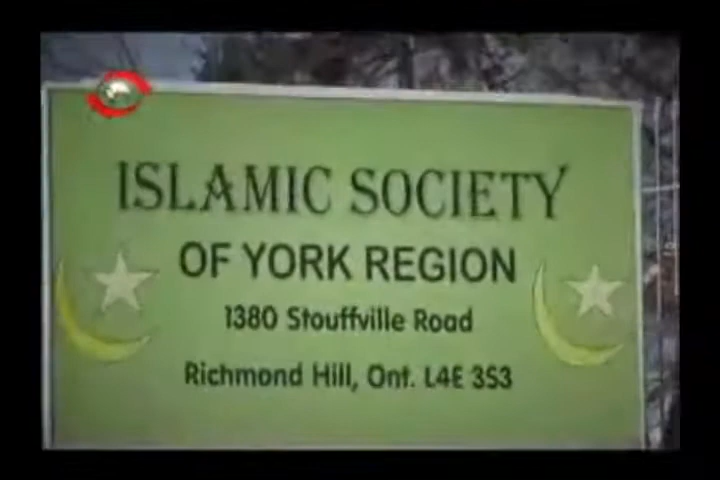 ISLAMIC SOCIETY
OF YORK REGION
1380 Stouffville Road
Richmond Hill, Ont. L4E 3S3